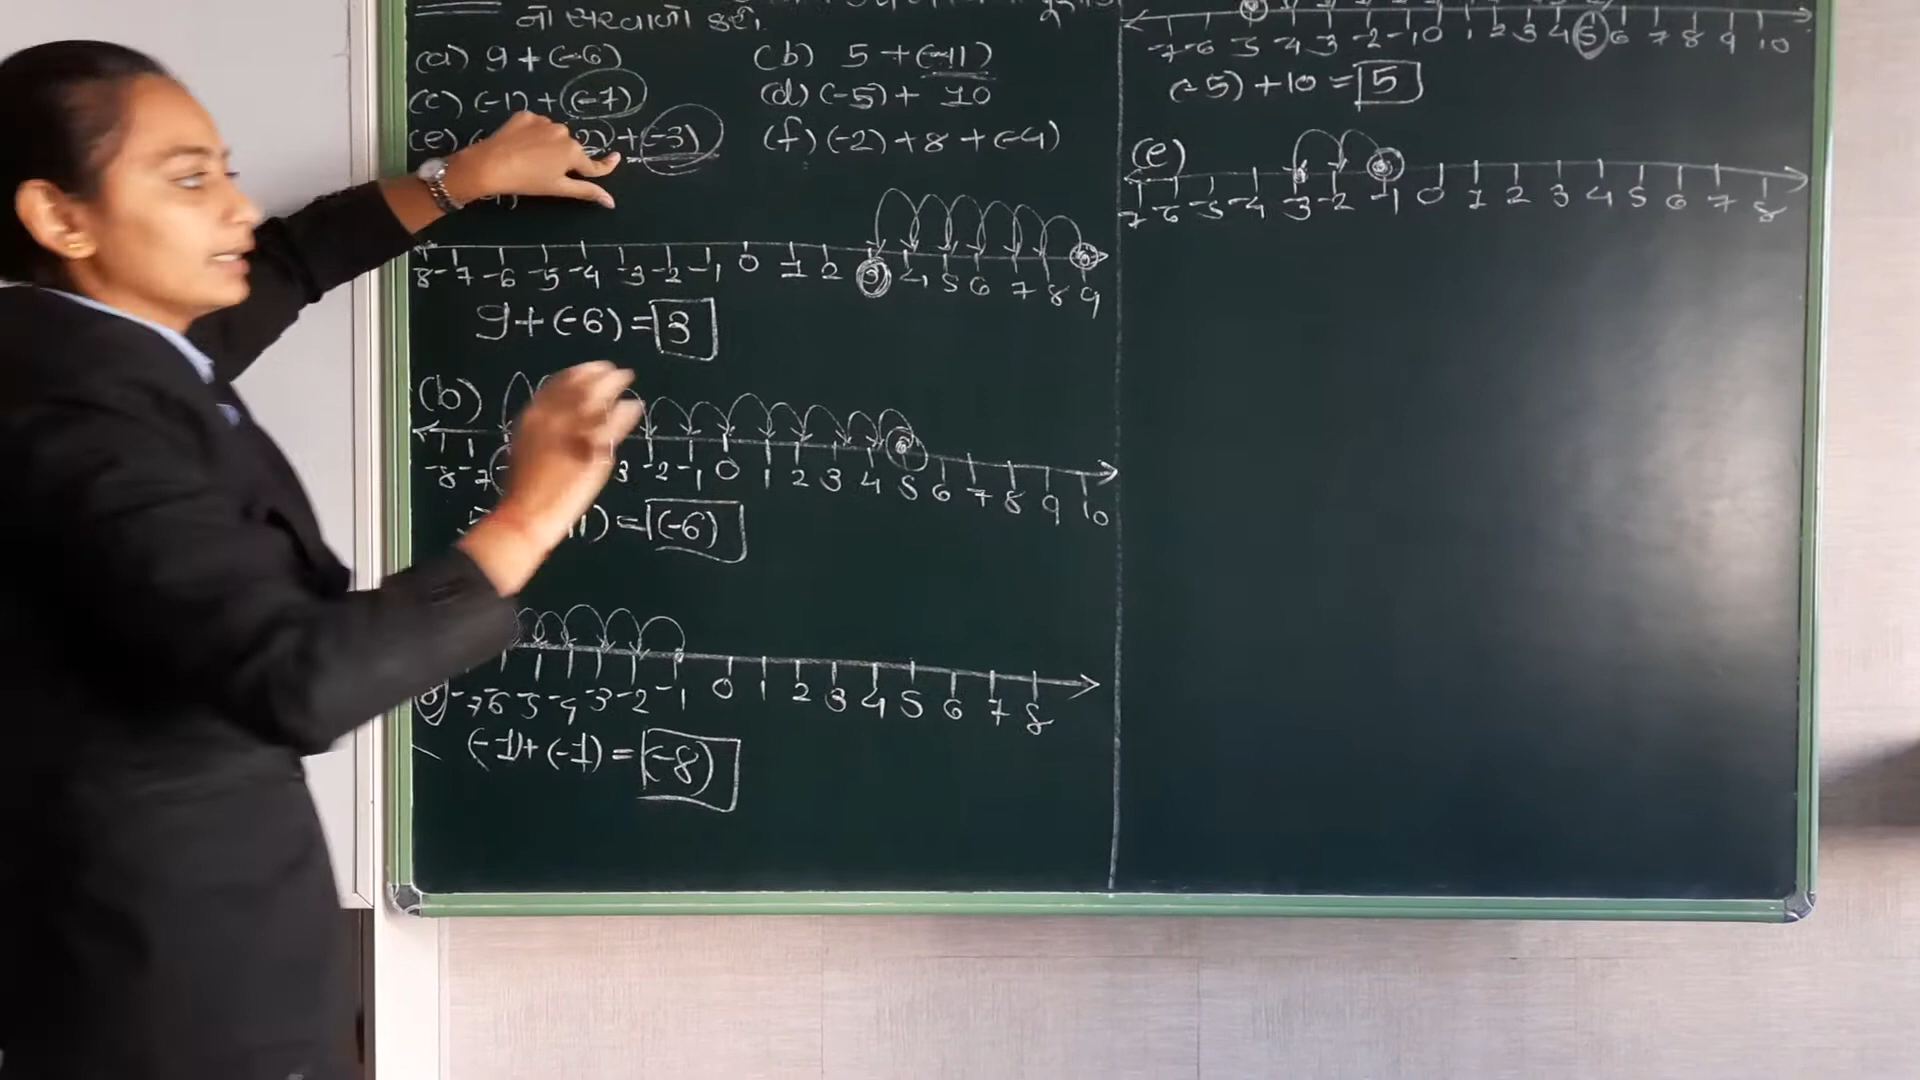 નો સરવાળો કરો.
(a) 9 + (-6) (b) 5 + (-11)
(c) (-1) + (-7) (d) (-5) + 10
(e) 2) + (-3) (f) (-2) + 8 + (-4)
8 -7 -6 -5 -4 -3 -2 -1 0 1 2 3 4 5 6 7 8 9
9 + (-6) = 3
(b)
-8 -7 3 -2 -1 0 1 2 3 4 5 6 7 8 9 10
1) = (-6)
-7 -6 -5 -4 -3 -2 -1 0 1 2 3 4 5 6 7 8
(-1) + (-7) = (-8)
-7 -6 -5 -4 -3 -2 -1 0 1 2 3 4 5 6 7 8 9 10
(-5) + 10 = 5
(e)
7 -6 -5 -4 -3 -2 -1 0 1 2 3 4 5 6 7 8